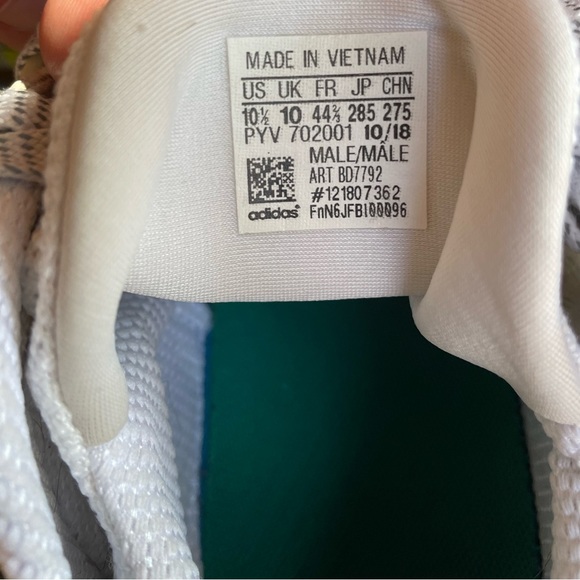 MADE IN VIETNAM
US UK FR JP CHN
10½ 10 44⅔ 285 275
PYV 702001 10/18
MALE/MÂLE
ART BD7792
#121807362
adidas® FnN6JFBI00096